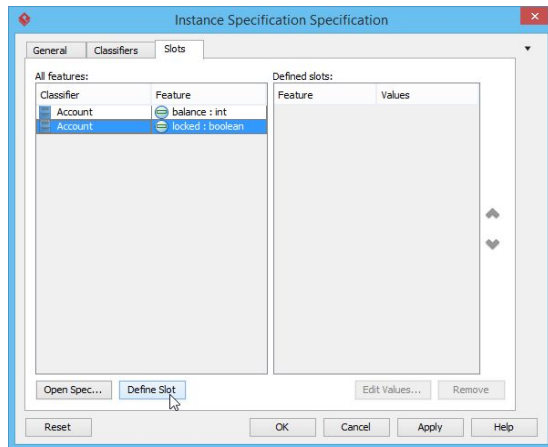 Instance Specification Specification
General Classifiers Slots
All features: Defined slots:
Classifier Feature Feature Values
Account balance : int
Account locked : boolean
Open Spec... Define Slot Edit Values... Remove
Reset OK Cancel Apply Help